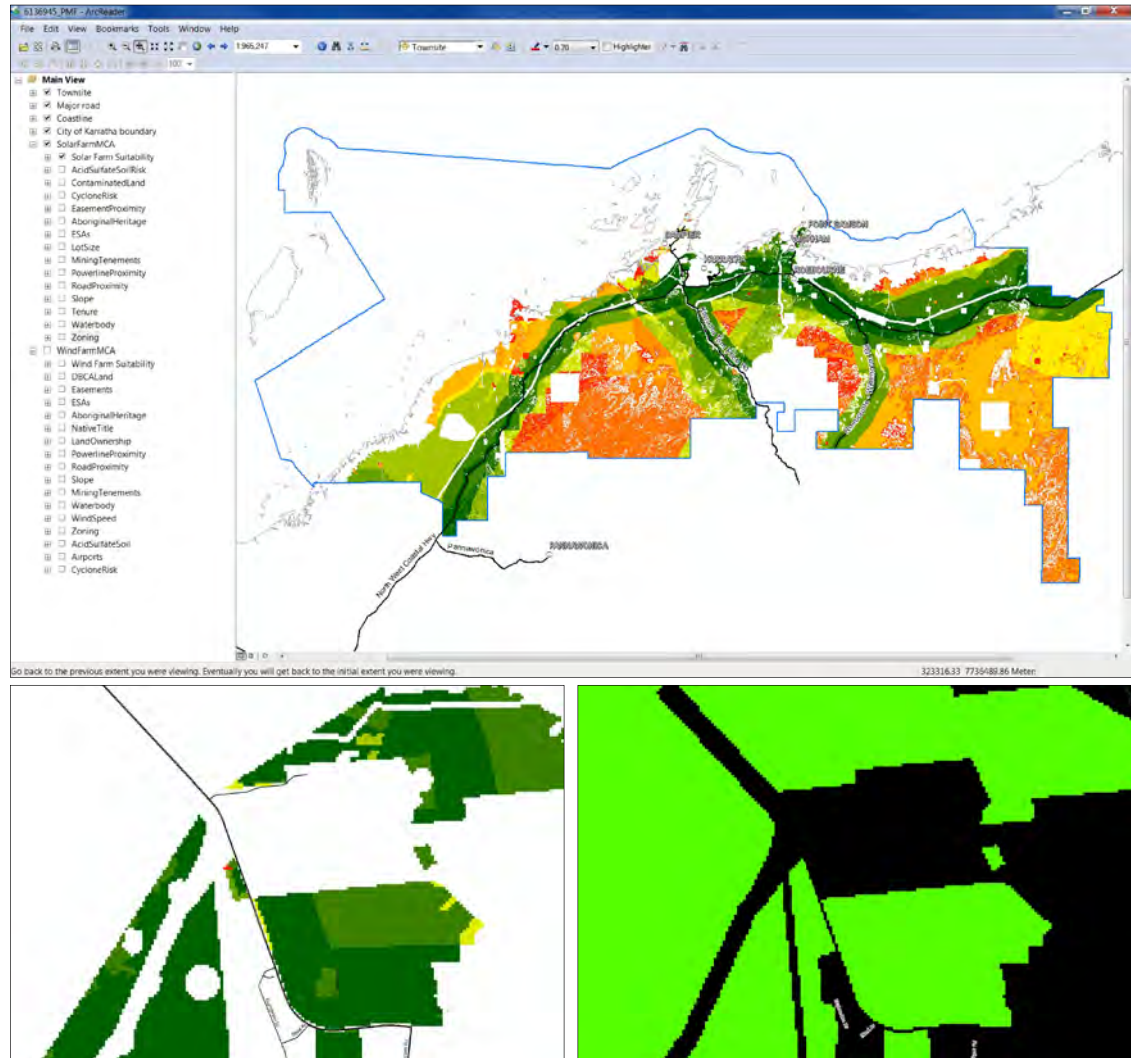 6136945_PMF - ArcReader
File Edit View Bookmarks Tools Window Help
1:965,247
Townsite
0.70
Highlighter
100
Main View
Townsite
Major road
Coastline
City of Karratha boundary
SolarFarmMCA
Solar Farm Suitability
AcidSulfateSoilRisk
ContaminatedLand
CycloneRisk
EasementProximity
AboriginalHeritage
ESAs
LotSize
MiningTenements
PowerlineProximity
RoadProximity
Slope
Tenure
Waterbody
Zoning
WindFarmMCA
Wind Farm Suitability
DBCALand
Easements
ESAs
AboriginalHeritage
NativeTitle
LandOwnership
PowerlineProximity
RoadProximity
Slope
MiningTenements
Waterbody
WindSpeed
Zoning
AcidSulfateSoil
Airports
CycloneRisk
POINT SAMSON
WICKHAM
DAMPIER
KARRATHA
ROEBOURNE
PANNAWONICA
Pannawonica
North West Coastal Hwy
Go back to the previous extent you were viewing. Eventually you will get back to the initial extent you were viewing.
323316.33 7736489.86 Meter: